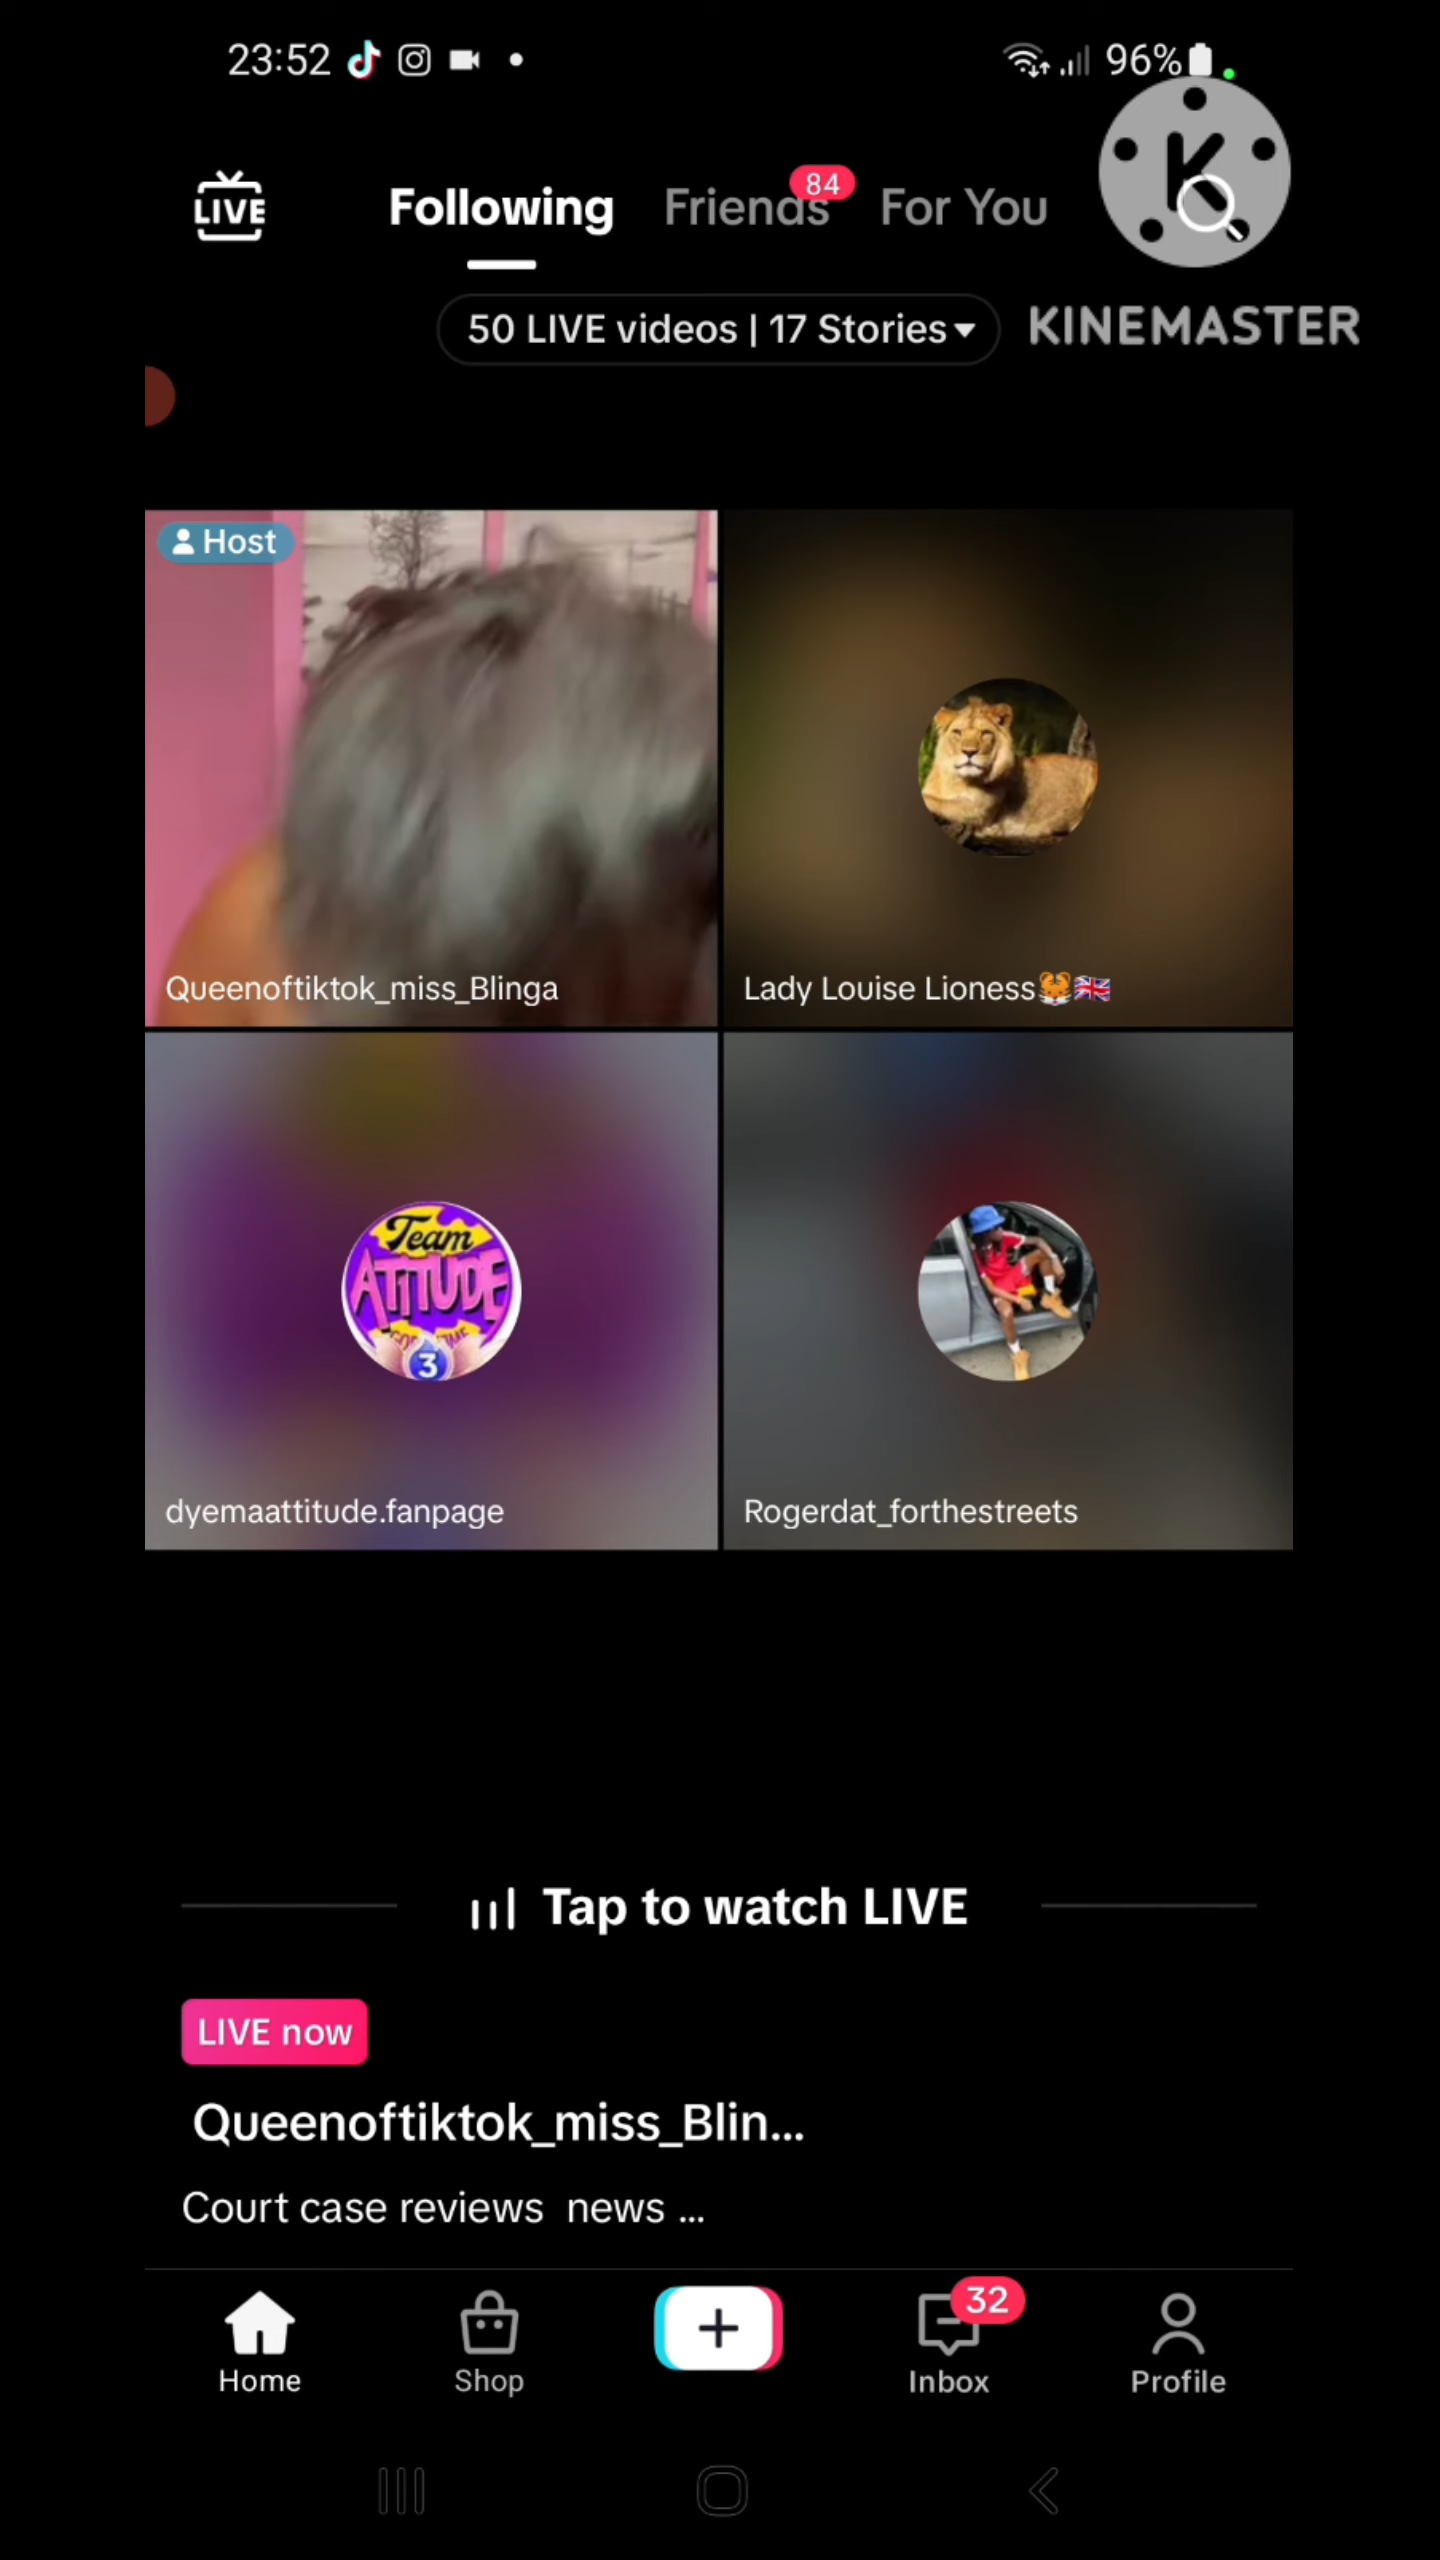 23:52
96%
LIVE
Following
Friends
84
For You
K
50 LIVE videos | 17 Stories
KINEMASTER
Host
Queenoftiktok_miss_Blinga
Lady Louise Lioness🐯🇬🇧
Team
ATITUDE
3
dyemaattitude.fanpage
Rogerdat_forthestreets
Tap to watch LIVE
LIVE now
Queenoftiktok_miss_Blin...
Court case reviews news ...
32
Home
Shop
Inbox
Profile